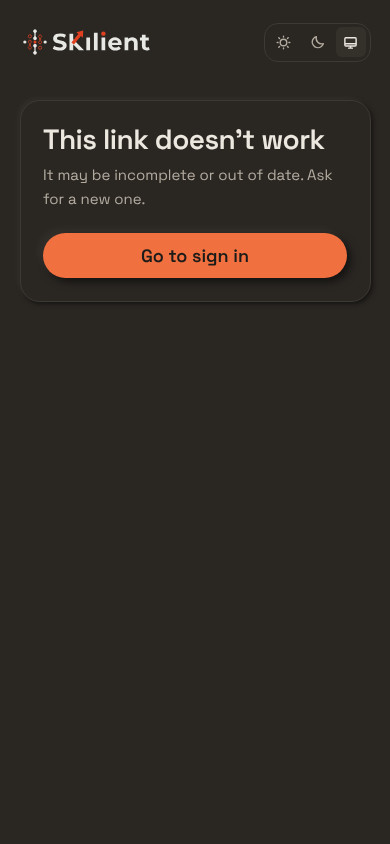 Skilient
This link doesn't work
It may be incomplete or out of date. Ask
for a new one.
Go to sign in